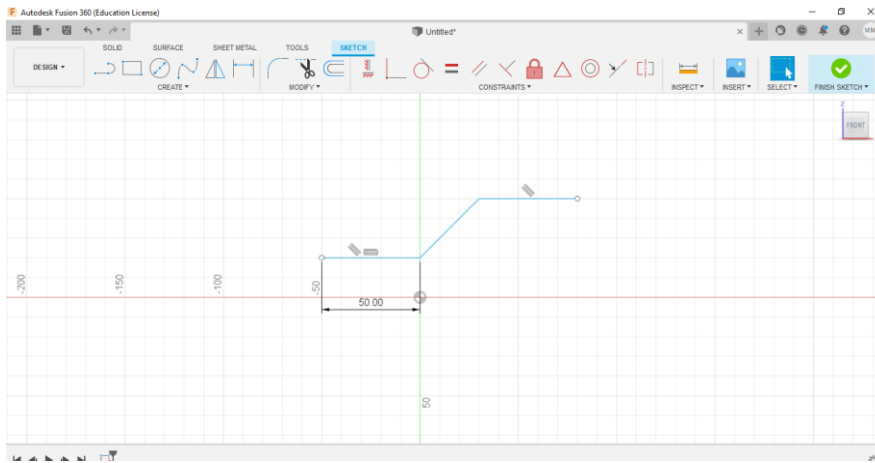 Autodesk Fusion 360 (Education License)
Untitled*
SOLID SURFACE SHEET METAL TOOLS SKETCH
DESIGN
CREATE MODIFY CONSTRAINTS INSPECT INSERT SELECT FINISH SKETCH
Z
FRONT
-200
-150
-100
-50
50.00
50